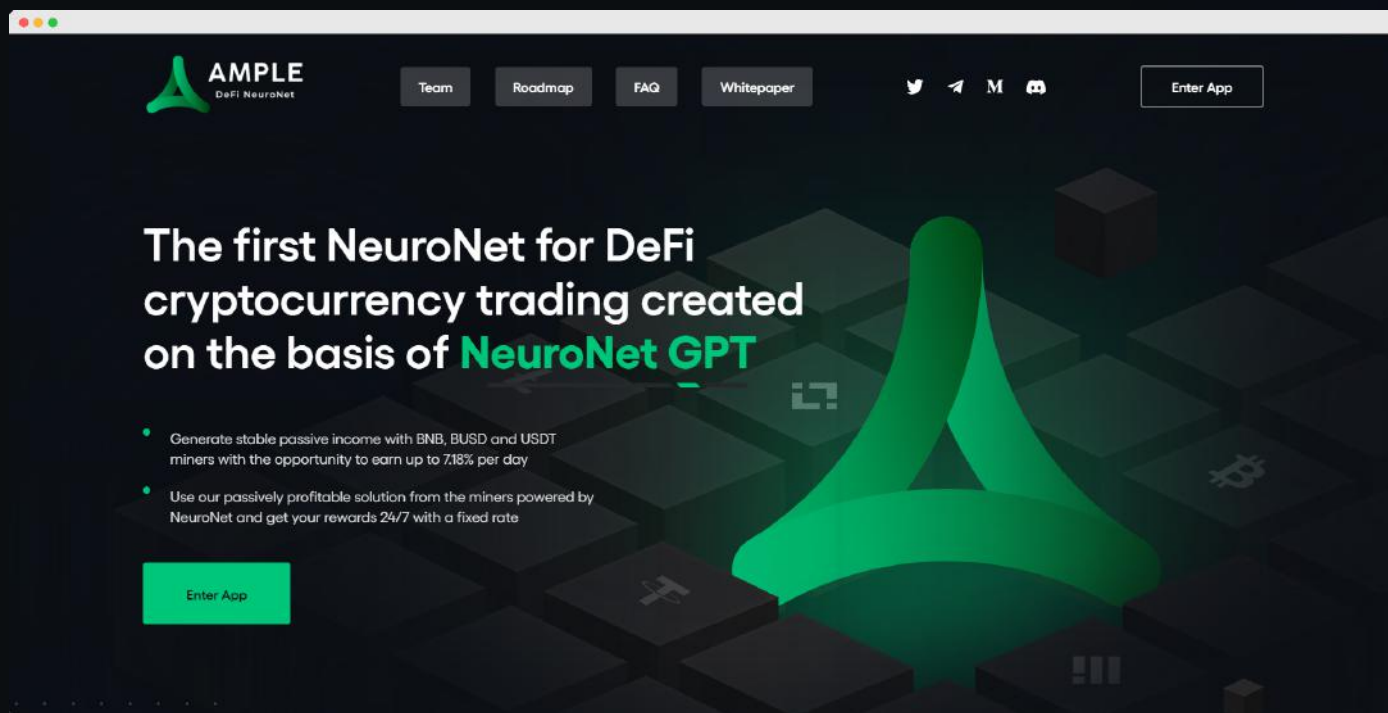 AMPLE
DeFi NeuroNet
Team
Roadmap
FAQ
Whitepaper
M
Enter App
The first NeuroNet for DeFi
cryptocurrency trading created
on the basis of NeuroNet GPT
Generate stable passive income with BNB, BUSD and USDT
miners with the opportunity to earn up to 7.18% per day
Use our passively profitable solution from the miners powered by
NeuroNet and get your rewards 24/7 with a fixed rate
Enter App